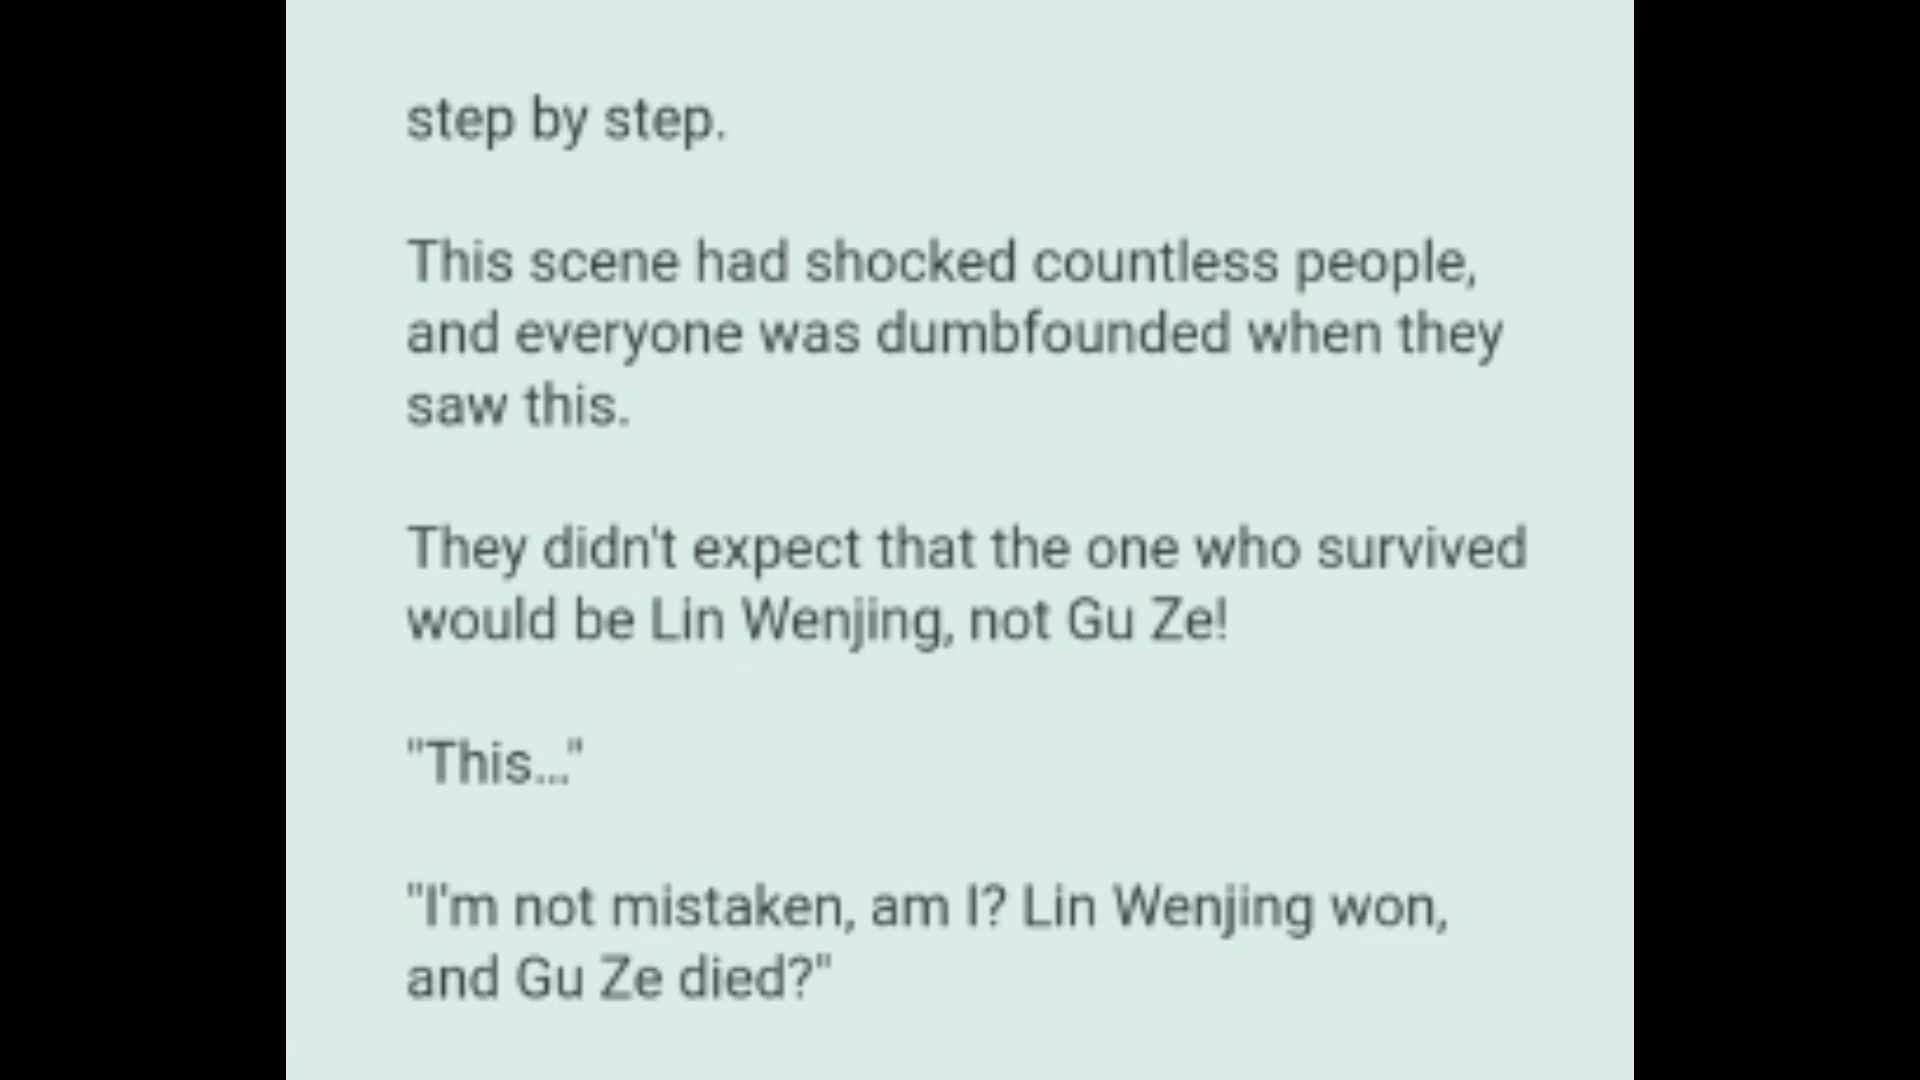 step by step.
This scene had shocked countless people,
and everyone was dumbfounded when they
saw this.
They didn't expect that the one who survived
would be Lin Wenjing, not Gu Ze!
"This..."
"I'm not mistaken, am I? Lin Wenjing won,
and Gu Ze died?"